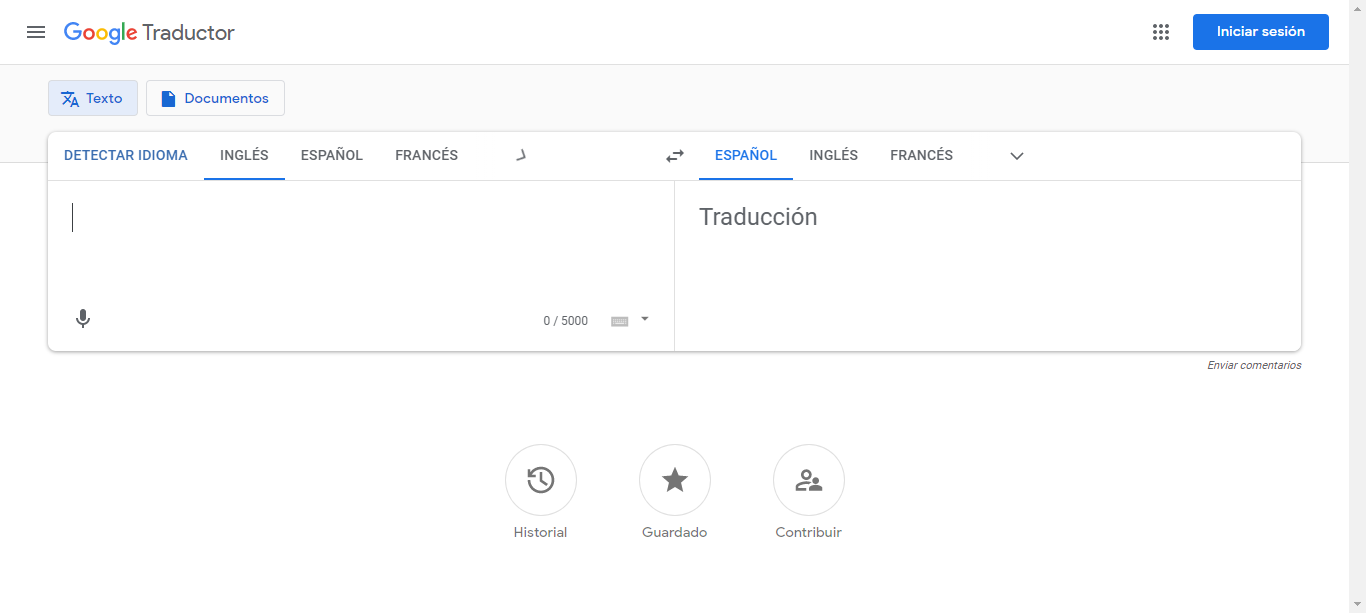 Google Traductor
Iniciar sesión
Texto
Documentos
DETECTAR IDIOMA
INGLÉS
ESPAÑOL
FRANCÉS
ESPAÑOL
INGLÉS
FRANCÉS
Traducción
0 / 5000
Enviar comentarios
Historial
Guardado
Contribuir